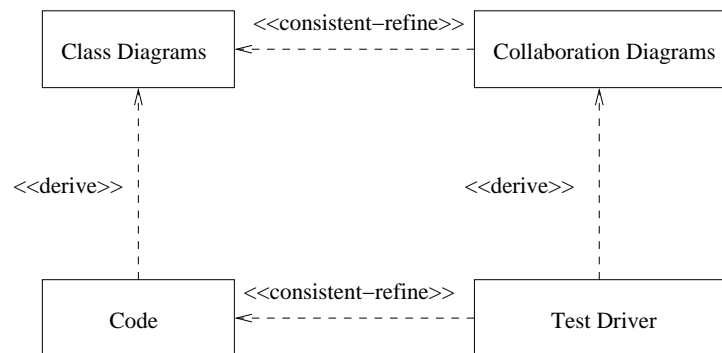 <<consistent−refine>>
Class Diagrams
Collaboration Diagrams
<<derive>>
<<derive>>
<<consistent−refine>>
Code
Test Driver